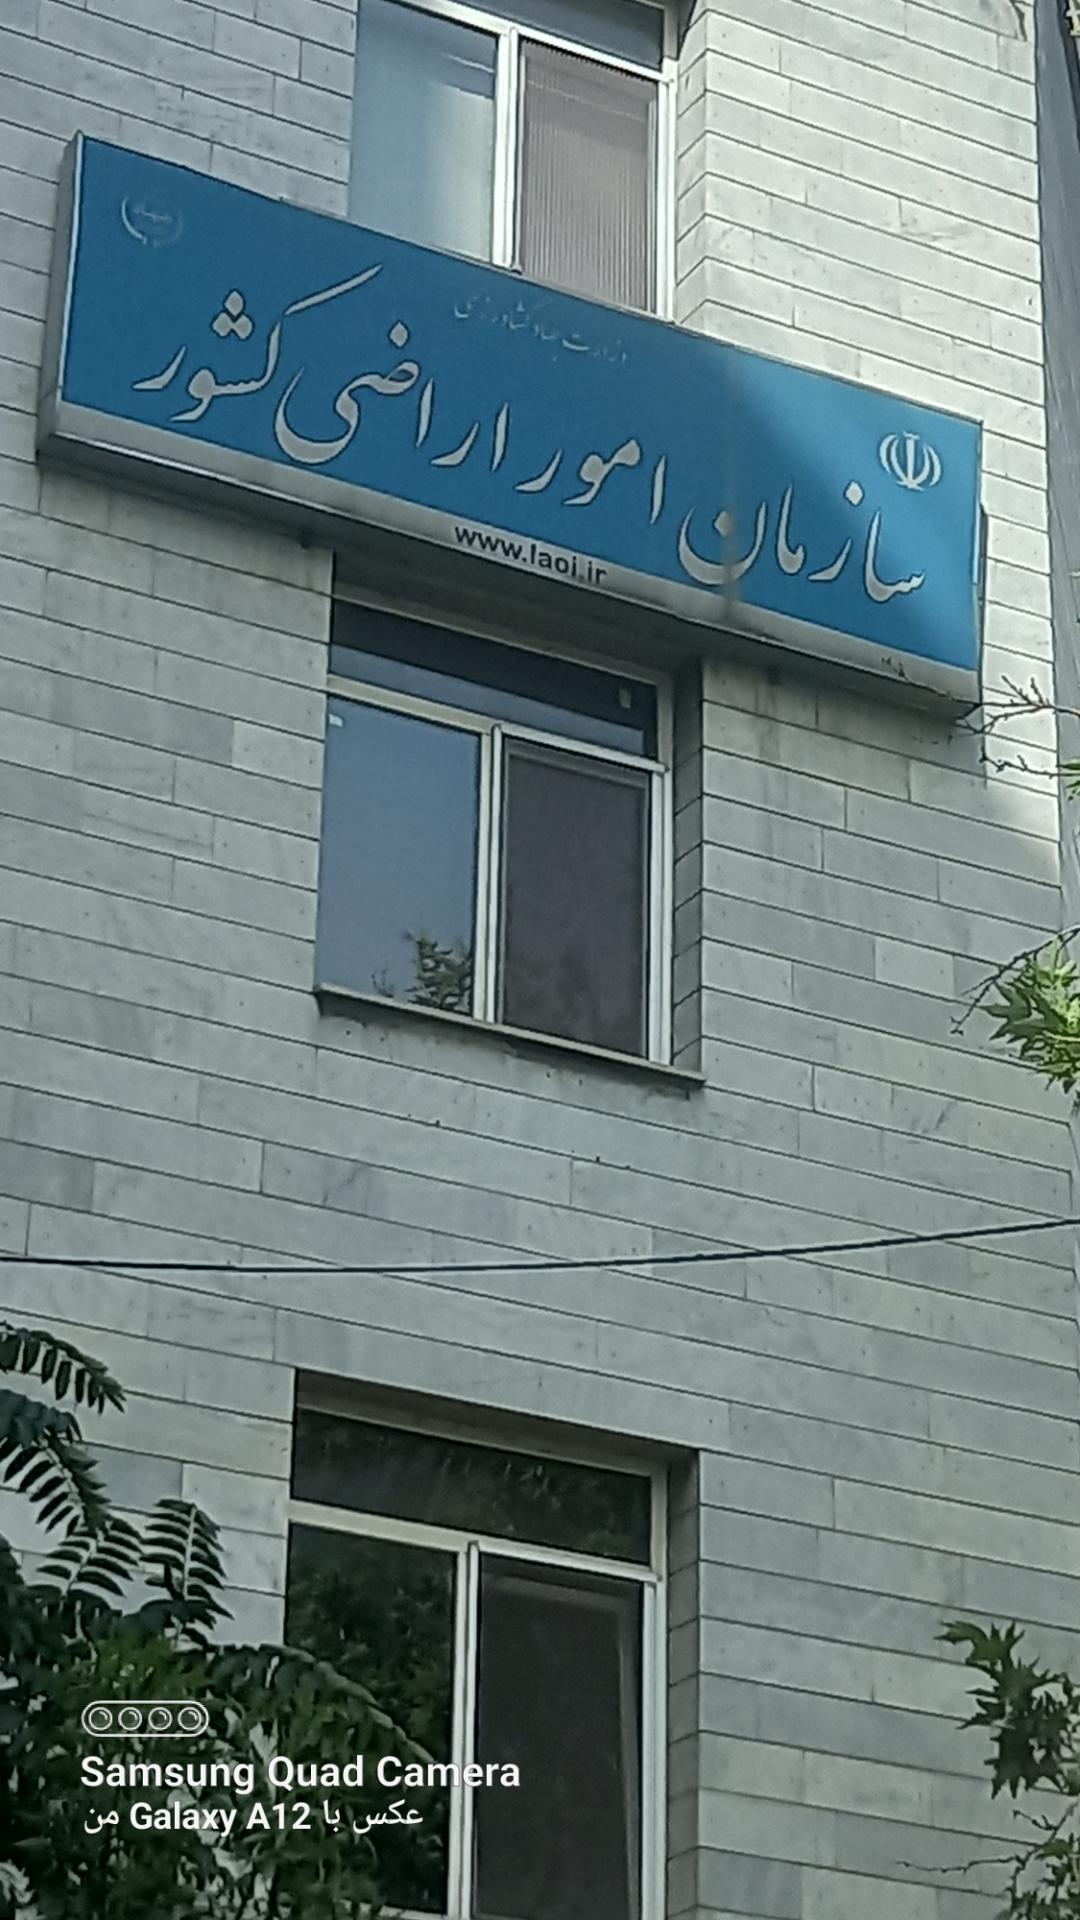 وزارت جهاد کشاورزی
سازمان امور اراضی کشور
www.laoi.ir
Samsung Quad Camera
عکس با Galaxy A12 من